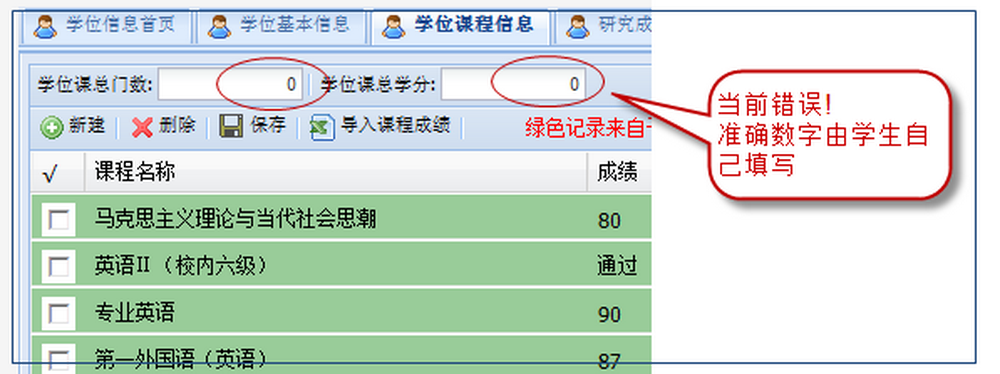 学位信息首页 学位基本信息 学位课程信息 研究成
学位课总门数: 0 学位课总学分: 0
新建 删除 保存 导入课程成绩 绿色记录来自
当前错误!
准确数字由学生自
己填写
√ 课程名称 成绩
马克思主义理论与当代社会思潮 80
英语II（校内六级） 通过
专业英语 90
第一外国语（英语） 87